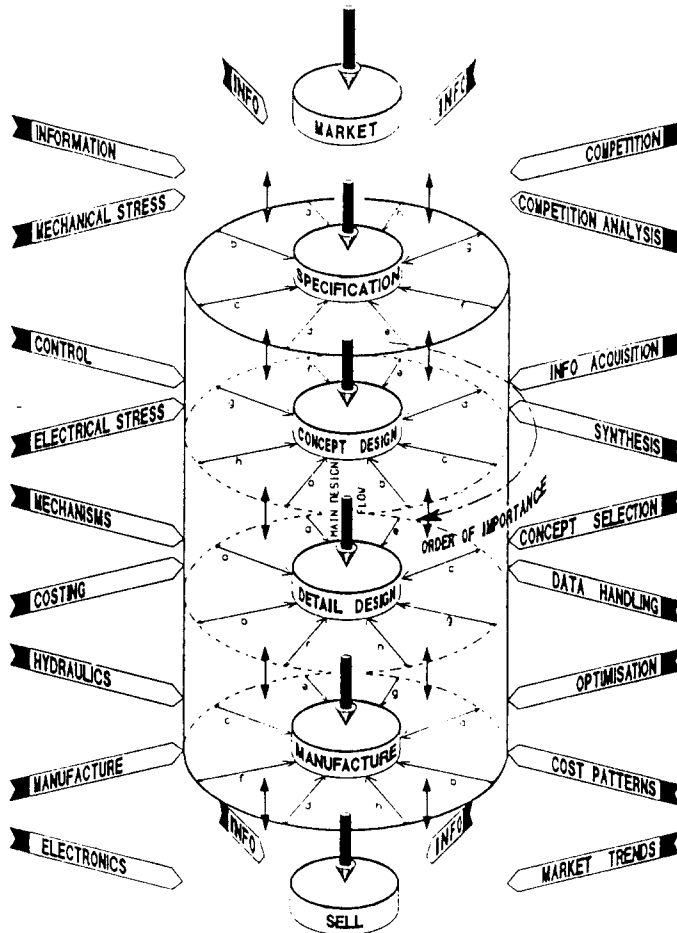 INFO
INFO
MARKET
INFORMATION
COMPETITION
MECHANICAL STRESS
COMPETITION ANALYSIS
SPECIFICATION
CONTROL
INFO ACQUISITION
CONCEPT DESIGN
ELECTRICAL STRESS
SYNTHESIS
MAIN DESIGN
FLOW
MECHANISMS
ORDER OF IMPORTANCE
CONCEPT SELECTION
COSTING
DETAIL DESIGN
DATA HANDLING
HYDRAULICS
OPTIMISATION
MANUFACTURE
MANUFACTURE
COST PATTERNS
INFO
INFO
ELECTRONICS
MARKET TRENDS
SELL